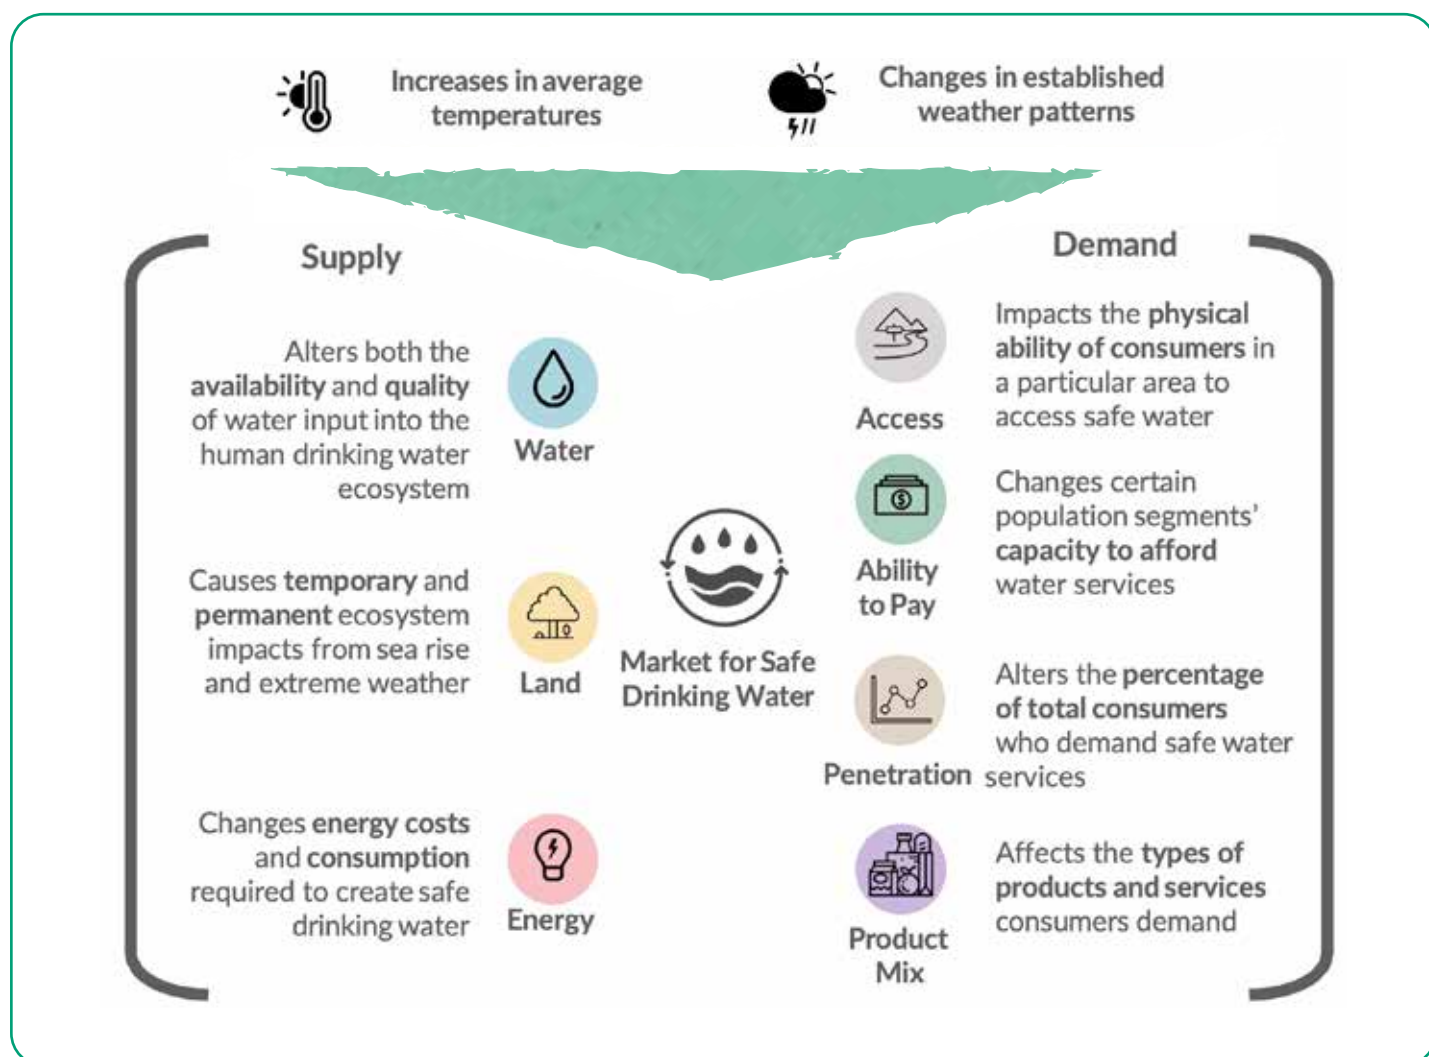 Increases in average
temperatures
Changes in established
weather patterns
Supply
Alters both the
availability and quality
of water input into the
human drinking water
ecosystem
Water
Causes temporary and
permanent ecosystem
impacts from sea rise
and extreme weather
Land
Changes energy costs
and consumption
required to create safe
drinking water
Energy
Market for Safe
Drinking Water
Demand
Access
Impacts the physical
ability of consumers in
a particular area to
access safe water
Ability
to Pay
Changes certain
population segments’
capacity to afford
water services
Penetration
Alters the percentage
of total consumers
who demand safe water
services
Product
Mix
Affects the types of
products and services
consumers demand